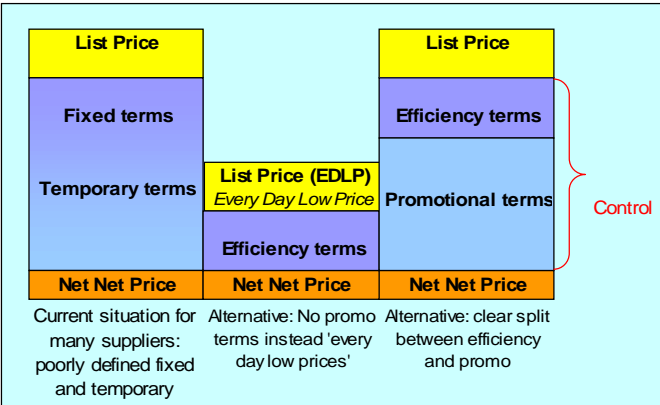 List Price
Fixed terms
Temporary terms
Net Net Price
Current situation for
many suppliers:
poorly defined fixed
and temporary
List Price (EDLP)
Every Day Low Price
Efficiency terms
Net Net Price
Alternative: No promo
terms instead 'every
day low prices'
List Price
Efficiency terms
Promotional terms
Net Net Price
Alternative: clear split
between efficiency
and promo
Control